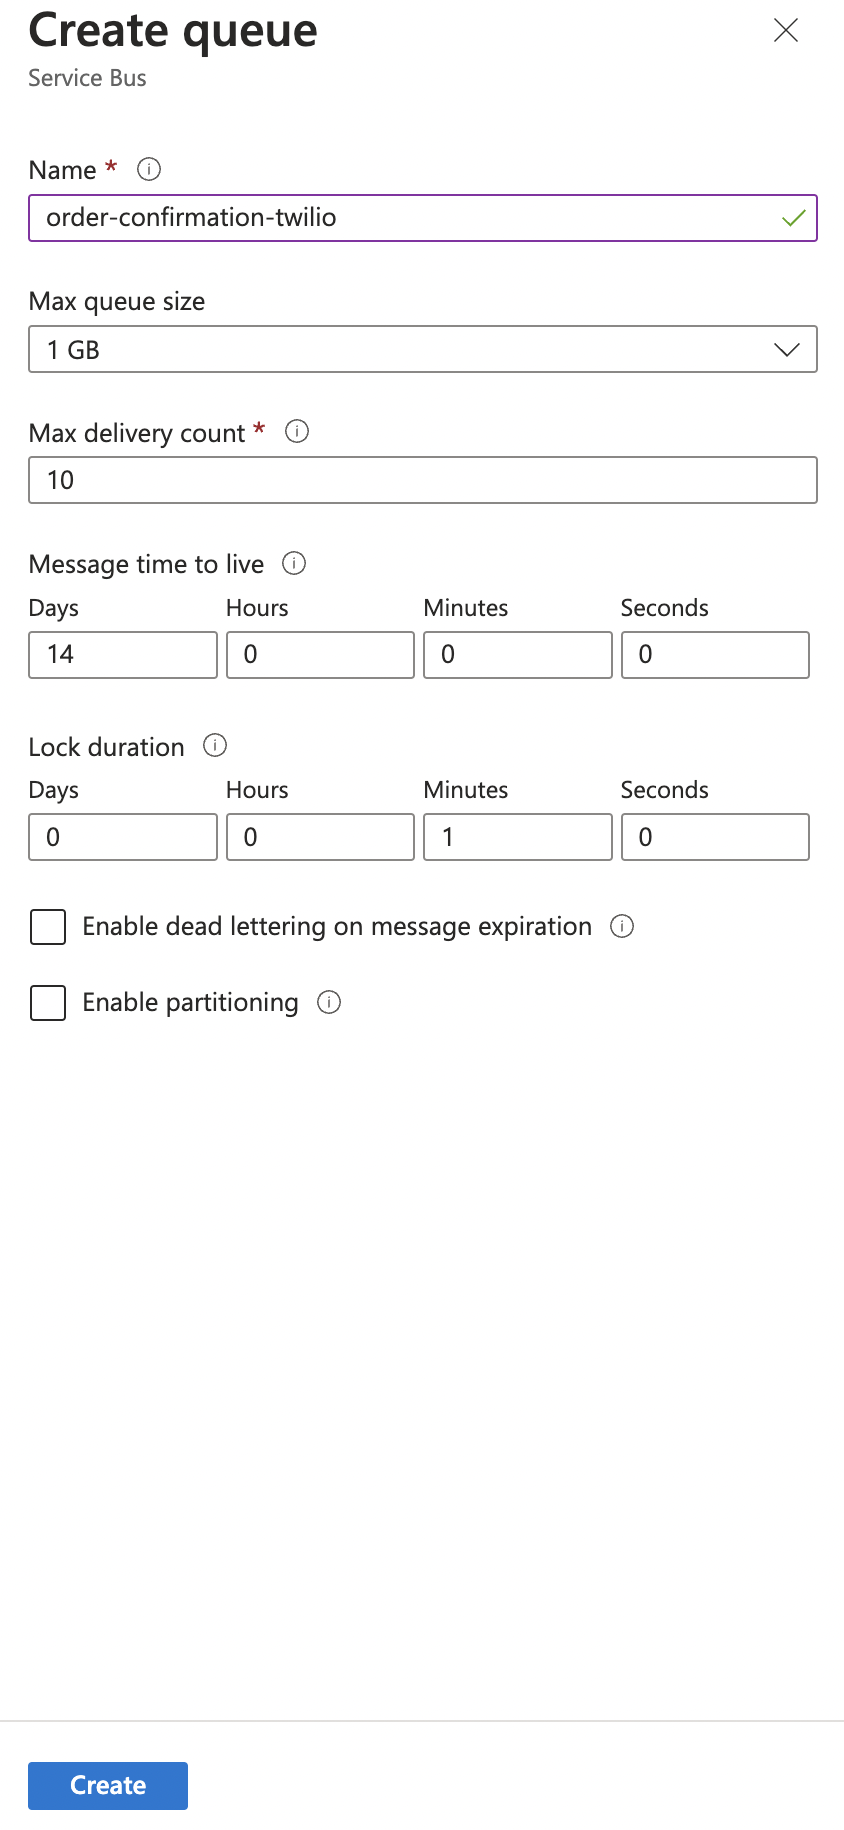 Create queue
Service Bus
Name *
order-confirmation-twilio
Max queue size
1 GB
Max delivery count *
10
Message time to live
Days Hours Minutes Seconds
14 0 0 0
Lock duration
Days Hours Minutes Seconds
0 0 1 0
Enable dead lettering on message expiration
Enable partitioning
Create